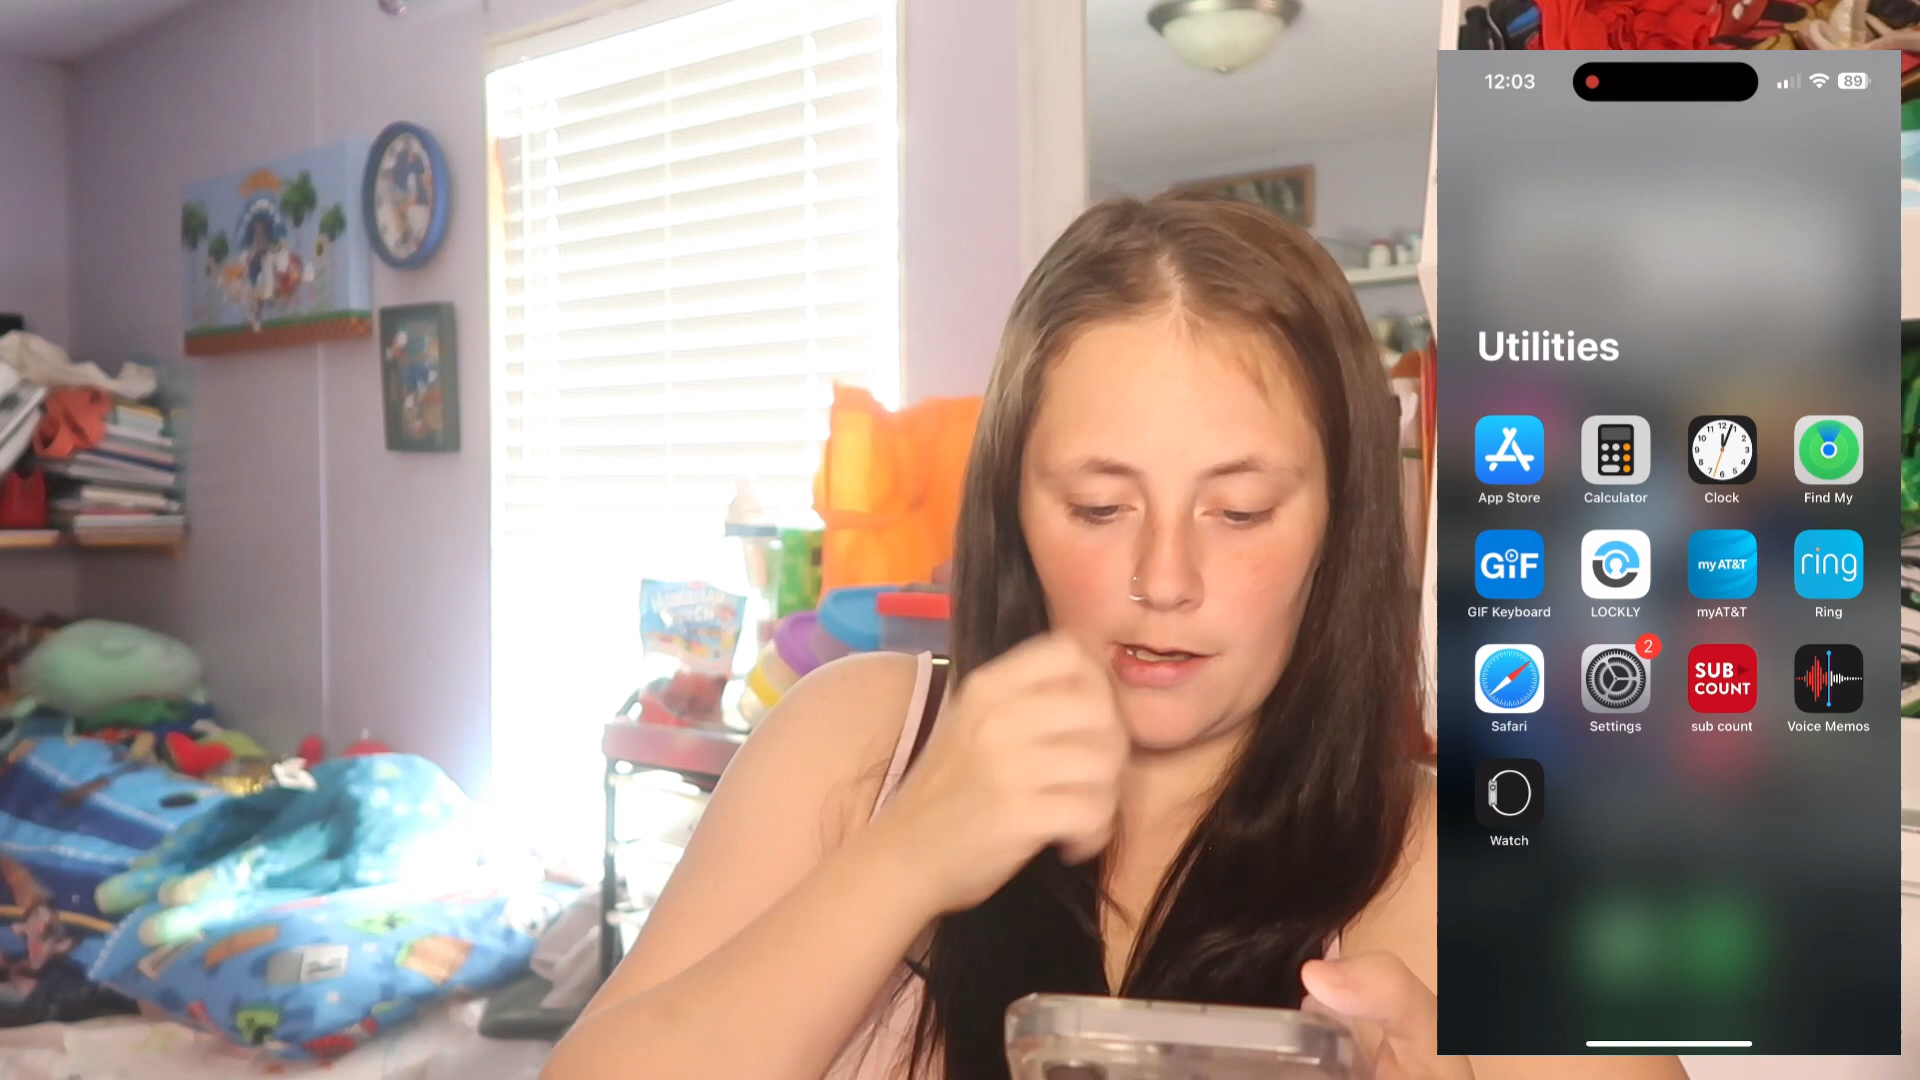 12:03
89
Utilities
App Store
Calculator
Clock
Find My
GIF
my AT&T
ring
GIF Keyboard
LOCKLY
myAT&T
Ring
2
SUB
COUNT
Safari
Settings
sub count
Voice Memos
Watch